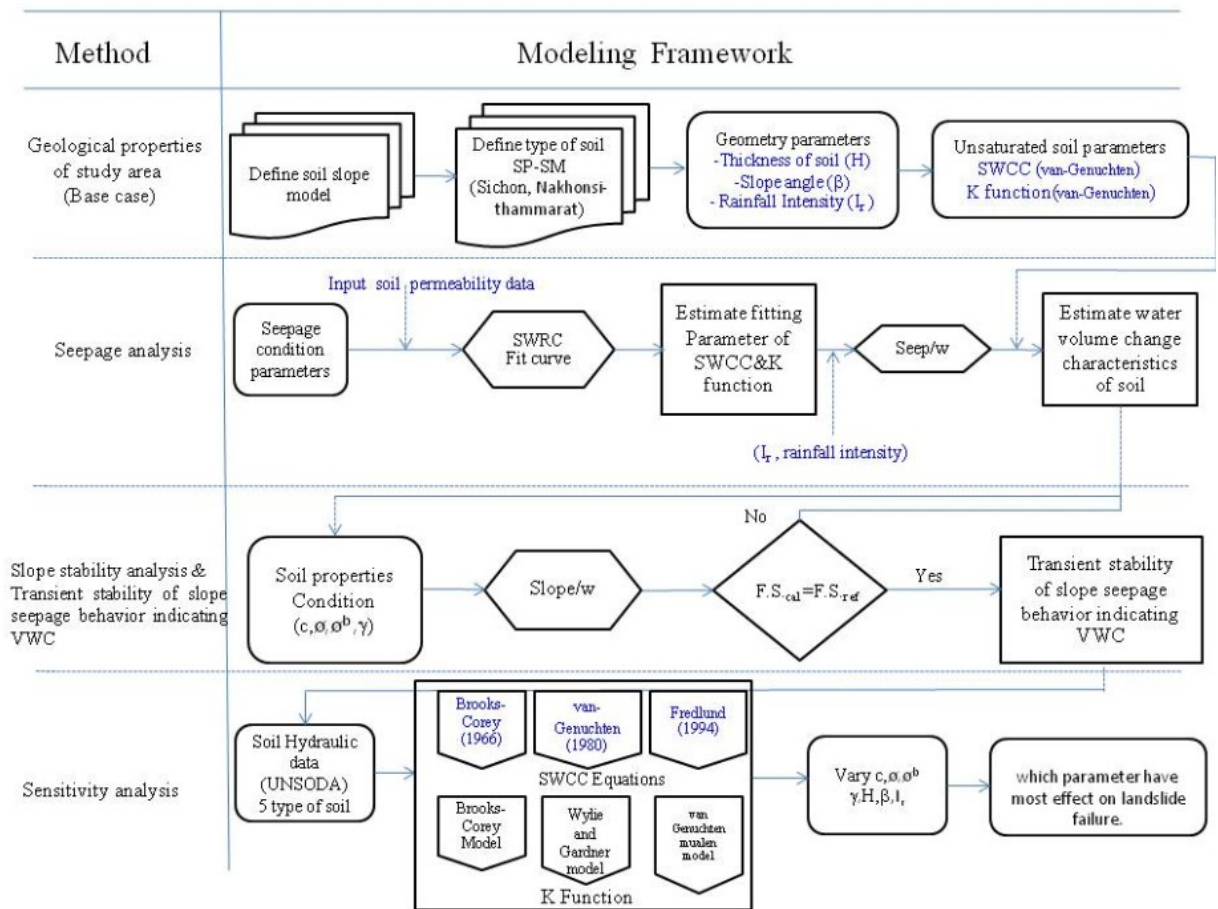 Method
Modeling Framework
Geological properties
of study area
(Base case)
Define soil slope
model
Define type of soil
SP-SM
(Sichon, Nakhonsi-
thammarat)
Geometry parameters
-Thickness of soil (H)
-Slope angle (β)
- Rainfall Intensity (Iᵣ)
Unsaturated soil parameters
SWCC (van-Genuchten)
K function(van-Genuchten)
Seepage analysis
Input soil permeability data
Seepage
condition
parameters
SWRC
Fit curve
Estimate fitting
Parameter of
SWCC&K
function
Seep/w
(Iᵣ, rainfall intensity)
Estimate water
volume change
characteristics
of soil
Slope stability analysis &
Transient stability of slope
seepage behavior indicating
VWC
Soil properties
Condition
(c,ø,øᵇ,γ)
Slope/w
No
F.S.cal=F.S.ref
Yes
Transient stability
of slope seepage
behavior indicating
VWC
Sensitivity analysis
Soil Hydraulic
data
(UNSODA)
5 type of soil
Brooks-
Corey
(1966)
van-
Genuchten
(1980)
Fredlund
(1994)
SWCC Equations
Brooks-
Corey
Model
Wylie
and
Gardner
model
van
Genuchten
mualen
model
K Function
Vary c,ø,øᵇ
γ,H,β,Iᵣ
which parameter have
most effect on landslide
failure.